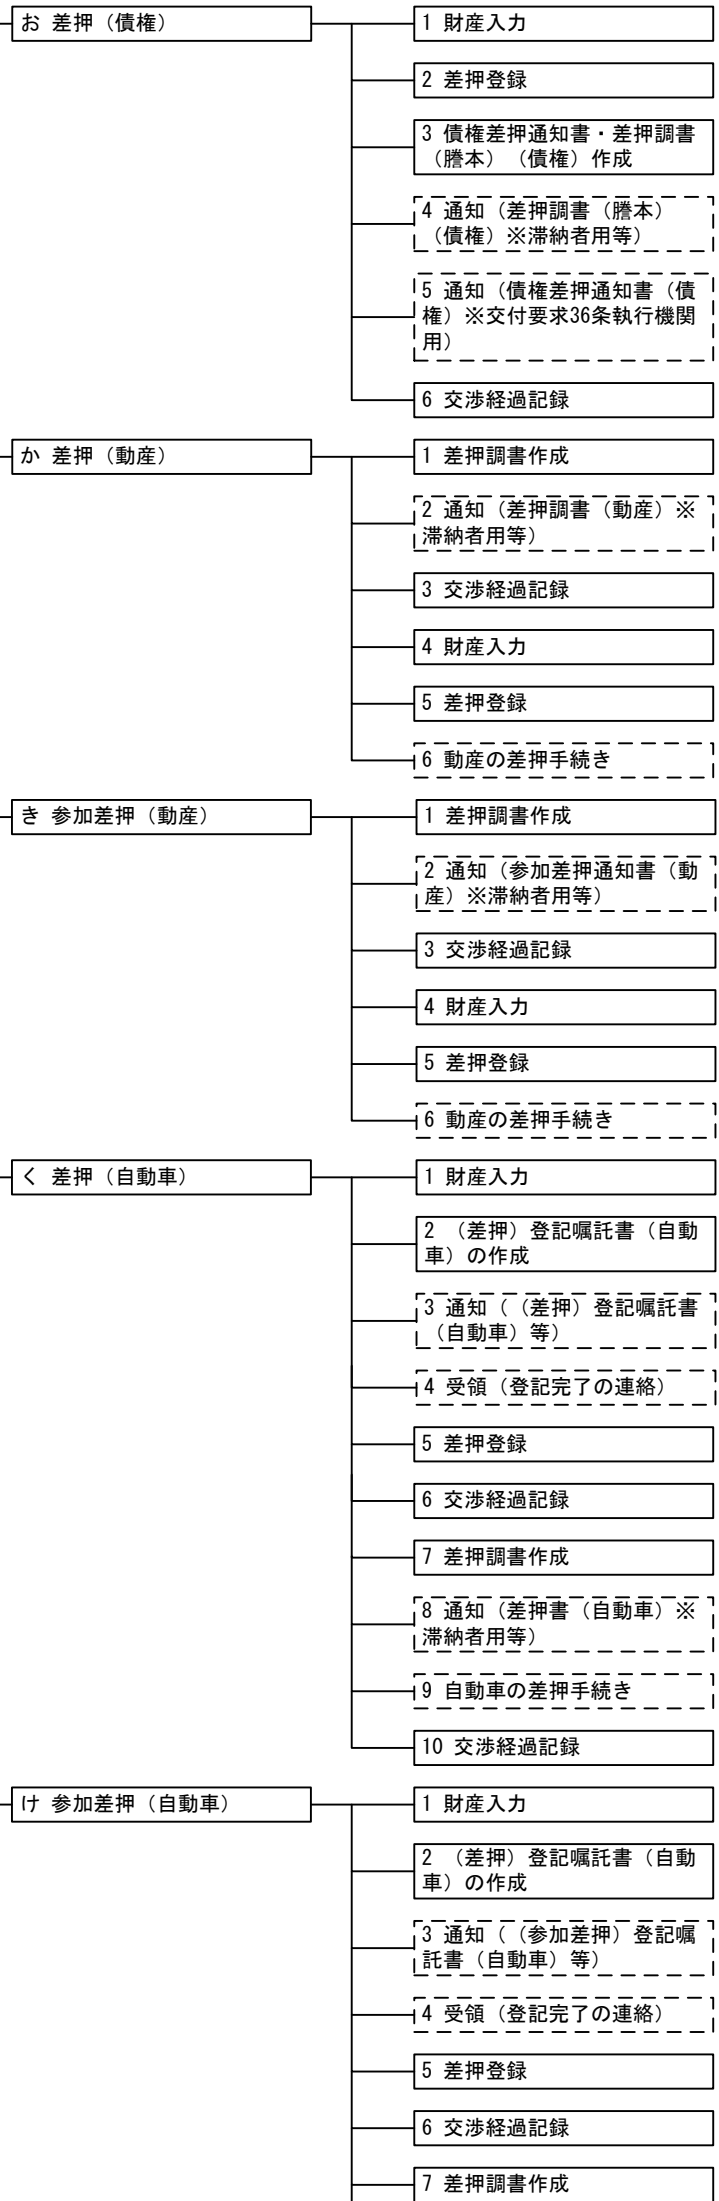 お 差押（債権）
1 財産入力
2 差押登録
3 債権差押通知書・差押調書
（謄本）（債権）作成
4 通知（差押調書（謄本）
（債権）※滞納者用等）
5 通知（債権差押通知書（債
権）※交付要求36条執行機関
用）
6 交渉経過記録
か 差押（動産）
1 差押調書作成
2 通知（差押調書（動産）※
滞納者用等）
3 交渉経過記録
4 財産入力
5 差押登録
6 動産の差押手続き
き 参加差押（動産）
1 差押調書作成
2 通知（参加差押通知書（動
産）※滞納者用等）
3 交渉経過記録
4 財産入力
5 差押登録
6 動産の差押手続き
く 差押（自動車）
1 財産入力
2 （差押）登記嘱託書（自動
車）の作成
3 通知（（差押）登記嘱託書
（自動車）等）
4 受領（登記完了の連絡）
5 差押登録
6 交渉経過記録
7 差押調書作成
8 通知（差押書（自動車）※
滞納者用等）
9 自動車の差押手続き
10 交渉経過記録
け 参加差押（自動車）
1 財産入力
2 （差押）登記嘱託書（自動
車）の作成
3 通知（（参加差押）登記嘱
託書（自動車）等）
4 受領（登記完了の連絡）
5 差押登録
6 交渉経過記録
7 差押調書作成